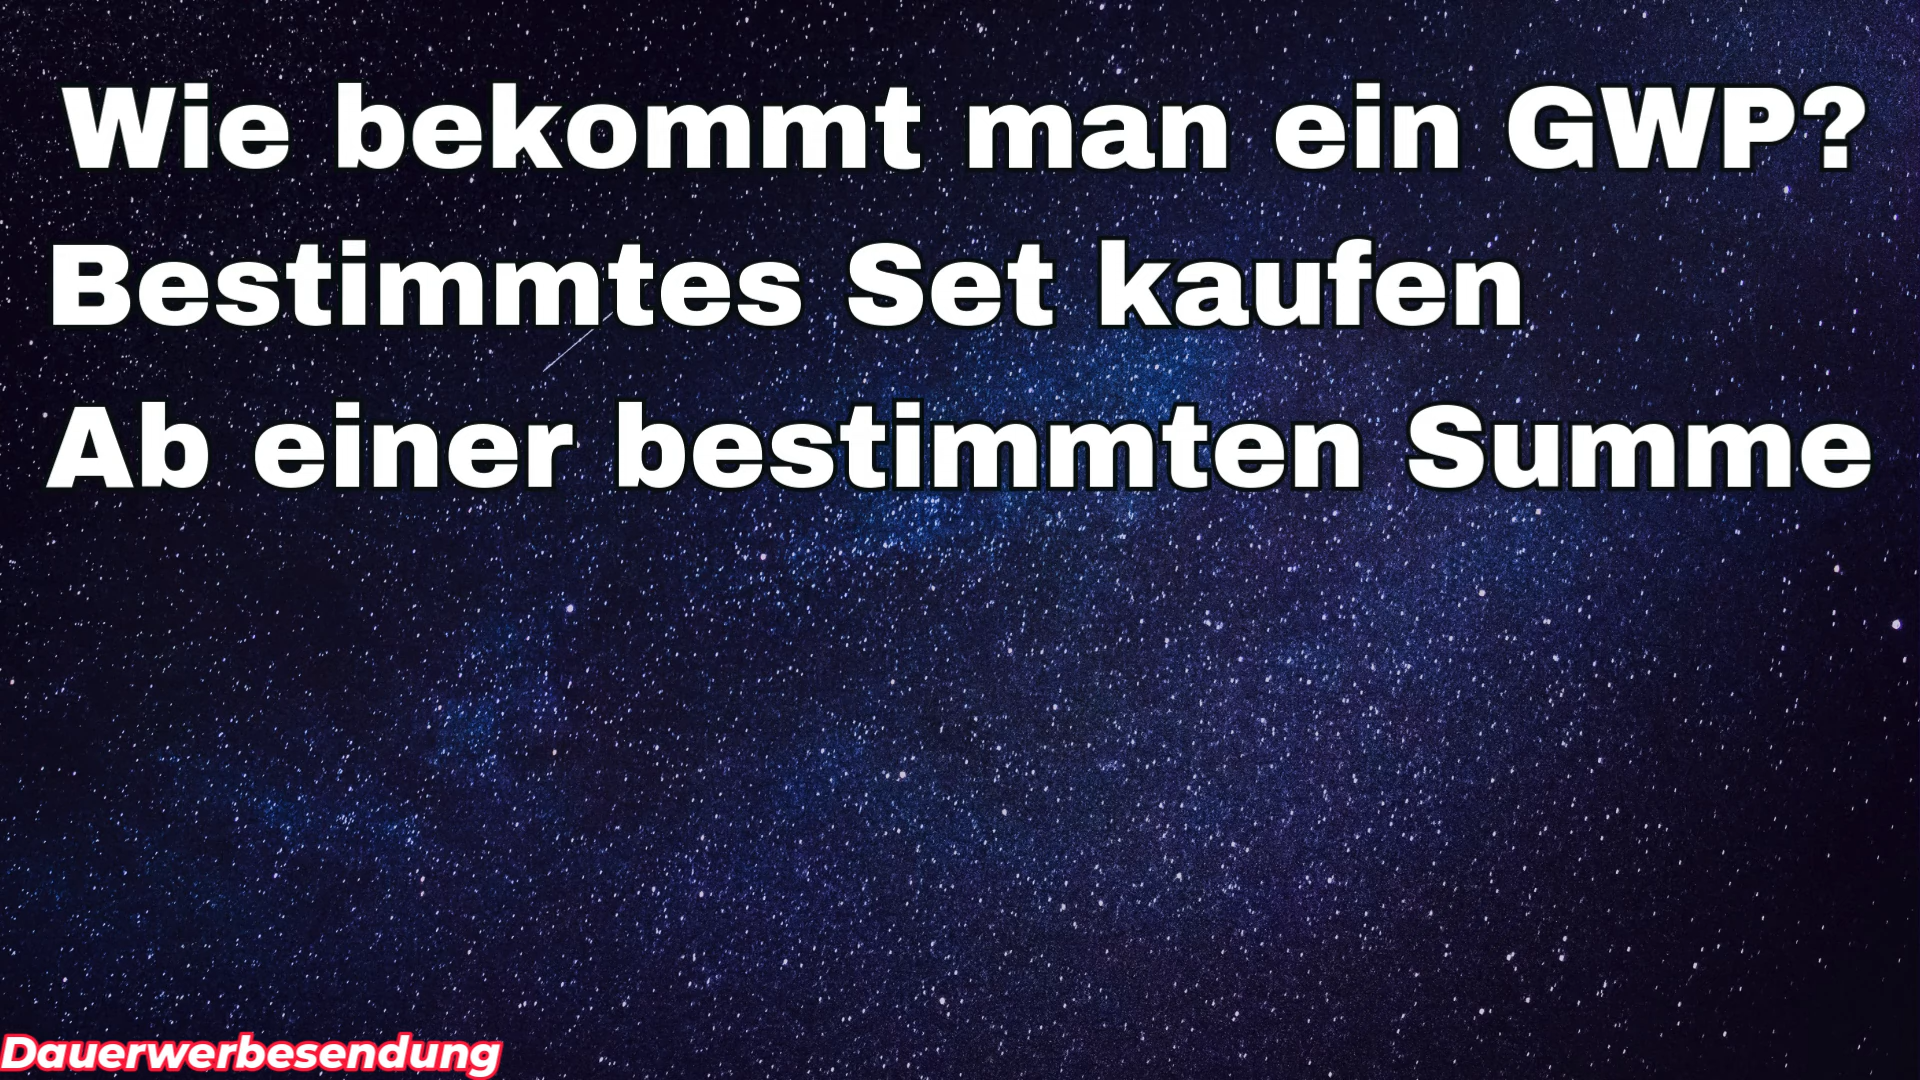 Wie bekommt man ein GWP?
Bestimmtes Set kaufen
Ab einer bestimmten Summe
Dauerwerbesendung